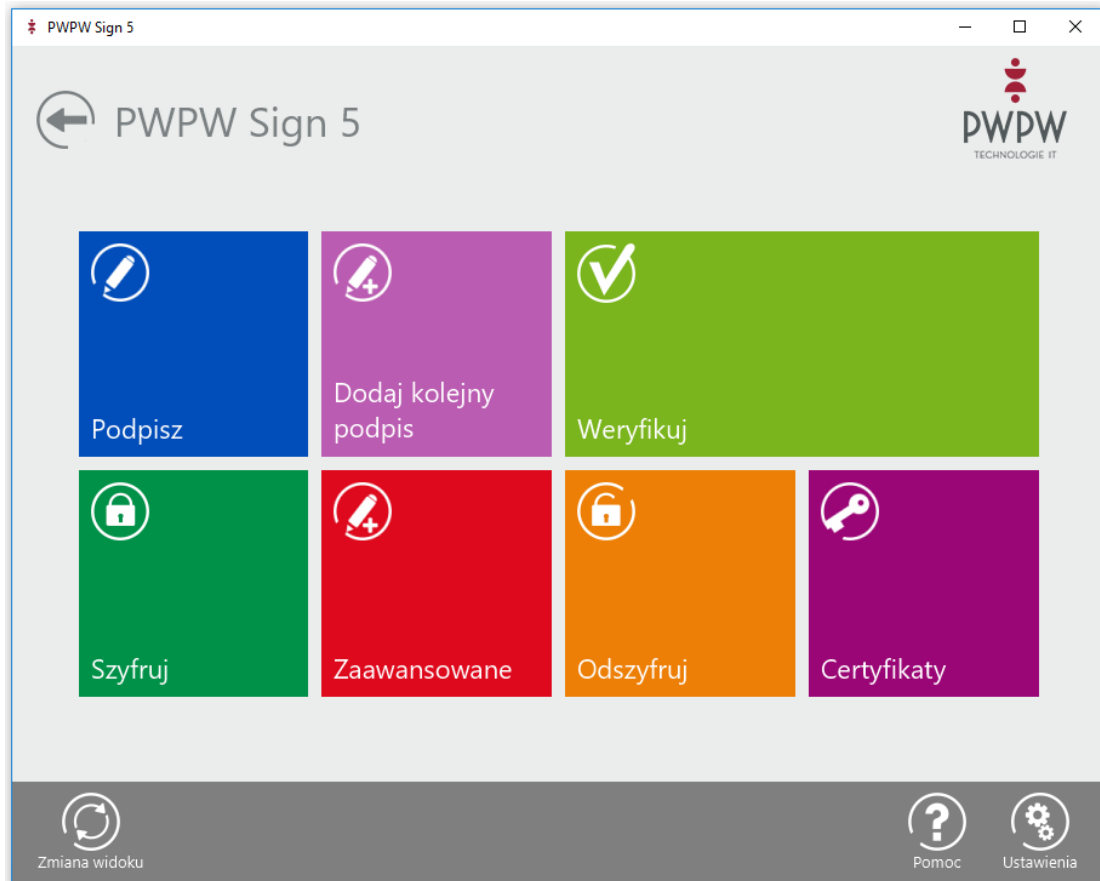 PWPW Sign 5
PWPW Sign 5
PWPW
TECHNOLOGIE IT
Podpisz
Dodaj kolejny
podpis
Weryfikuj
Szyfruj
Zaawansowane
Odszyfruj
Certyfikaty
Zmiana widoku
Pomoc
Ustawienia